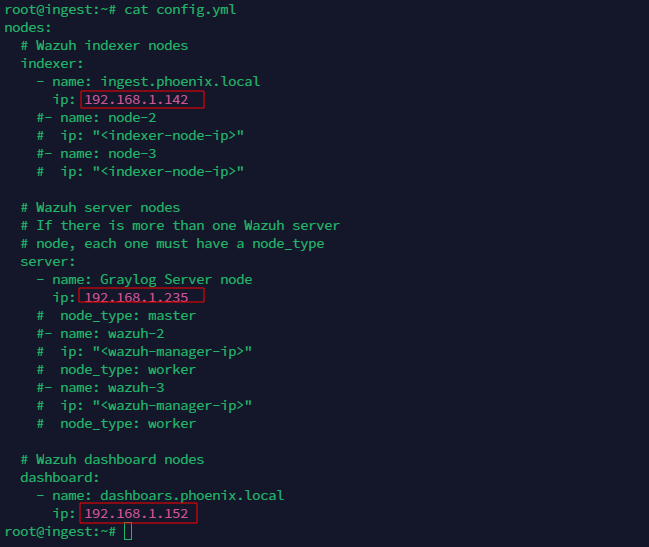 root@ingest:~# cat config.yml
nodes:
  # Wazuh indexer nodes
  indexer:
    - name: ingest.phoenix.local
      ip: 192.168.1.142
    #- name: node-2
    #  ip: "<indexer-node-ip>"
    #- name: node-3
    #  ip: "<indexer-node-ip>"

  # Wazuh server nodes
  # If there is more than one Wazuh server
  # node, each one must have a node_type
  server:
    - name: Graylog Server node
      ip: 192.168.1.235
    #  node_type: master
    #- name: wazuh-2
    #  ip: "<wazuh-manager-ip>"
    #  node_type: worker
    #- name: wazuh-3
    #  ip: "<wazuh-manager-ip>"
    #  node_type: worker

  # Wazuh dashboard nodes
  dashboard:
    - name: dashboars.phoenix.local
      ip: 192.168.1.152
root@ingest:~#